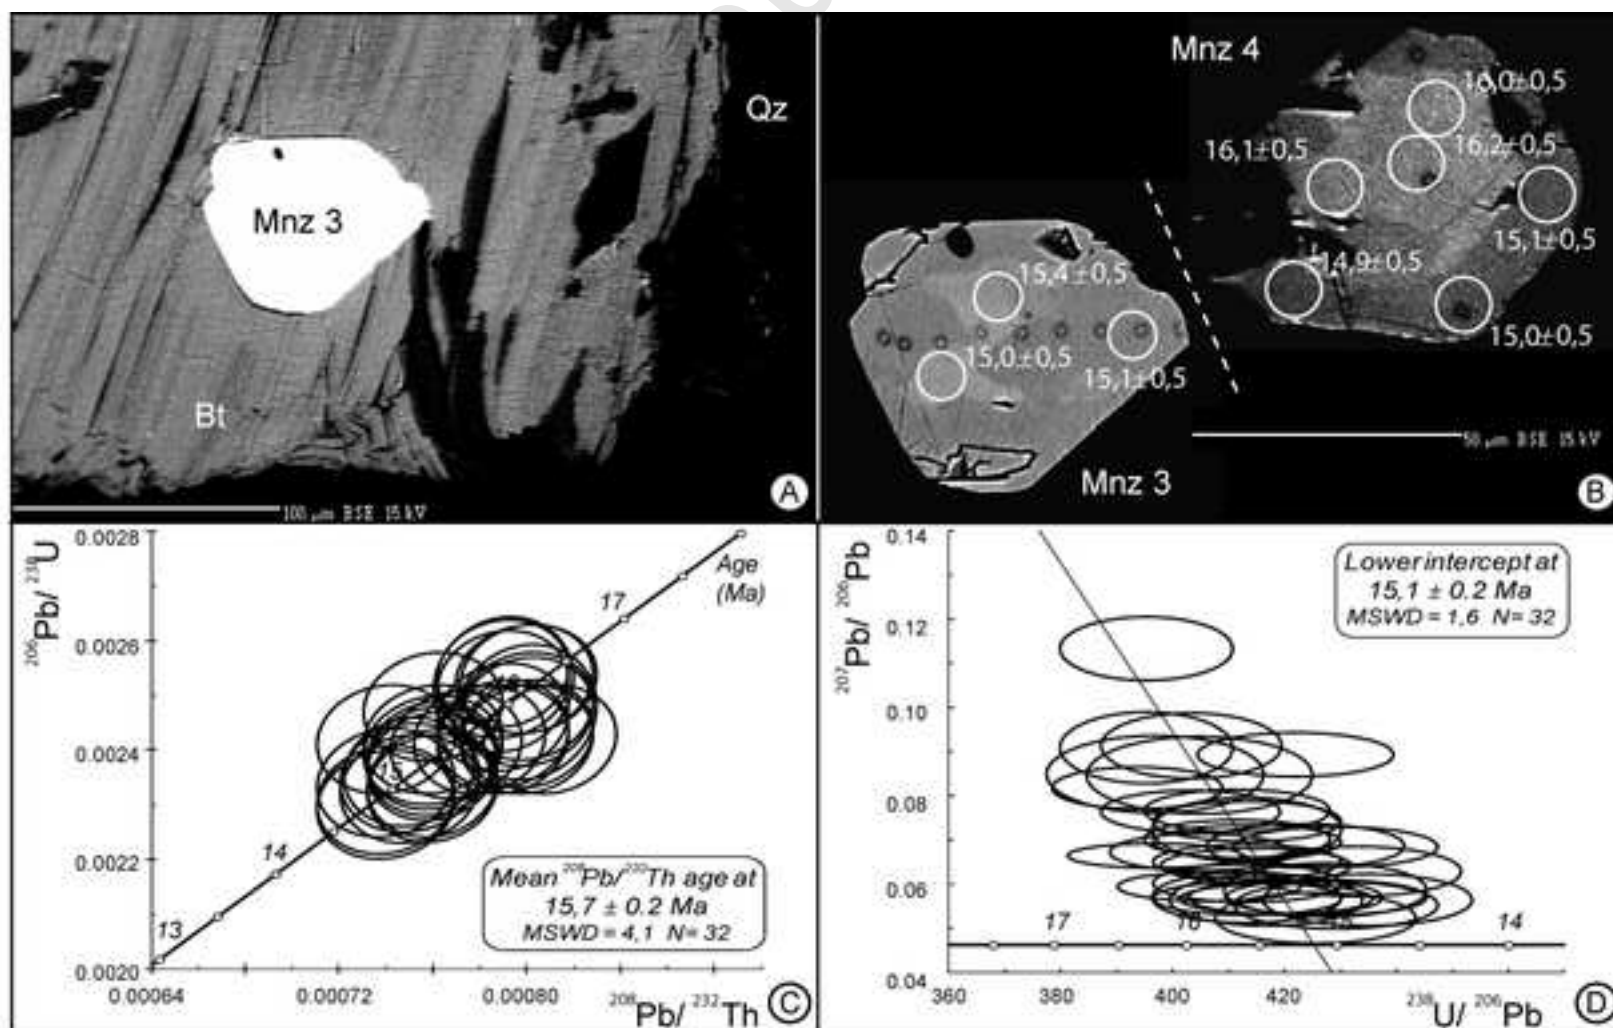 Qz
Mnz 3
Bt
100 µm BSE 15 kV
A
Mnz 4
16,0±0,5
16,1±0,5
16,2±0,5
15,1±0,5
14,9±0,5
15,0±0,5
15,4±0,5
15,0±0,5
15,1±0,5
Mnz 3
50 µm BSE 15 kV
B
0.0028
0.0026
0.0024
0.0022
0.0020
206Pb/ 238U
Age
(Ma)
17
14
13
Mean 208Pb/232Th age at
15,7 ± 0.2 Ma
MSWD = 4,1 N= 32
0.00064
0.00072
0.00080
208Pb/ 232Th
C
0.14
0.12
0.10
0.08
0.06
0.04
207Pb/ 206Pb
Lower intercept at
15,1 ± 0.2 Ma
MSWD = 1,6 N= 32
17
16
15
14
360
380
400
420
238U/ 206Pb
D